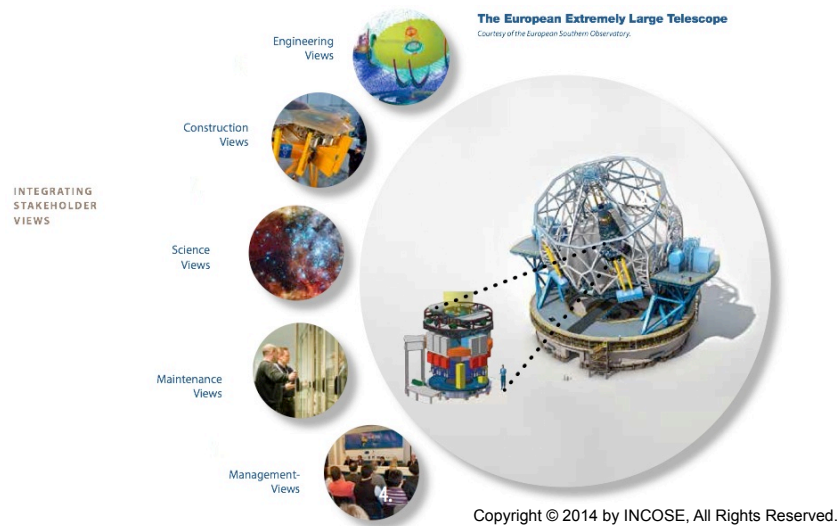 The European Extremely Large Telescope
Courtesy of the European Southern Observatory.
Engineering
Views
Construction
Views
INTEGRATING
STAKEHOLDER
VIEWS
Science
Views
Maintenance
Views
Management-
Views
4.
Copyright © 2014 by INCOSE, All Rights Reserved.